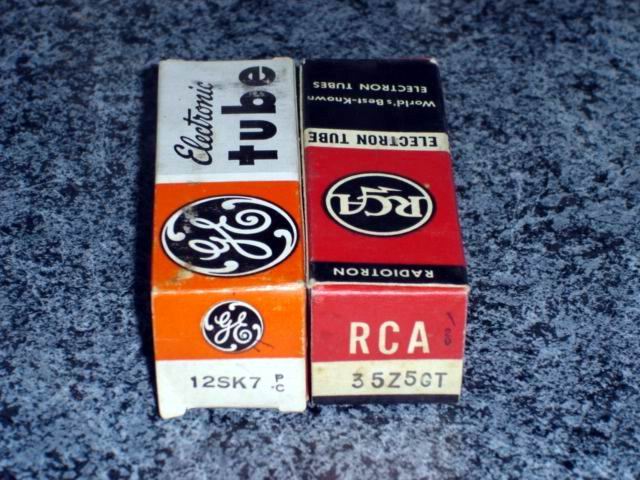 Electronic
tube
GE
GE
12SK7 P
-C
World's Best-Known
ELECTRON TUBES
ELECTRON TUBE
RCA
RADIOTRON
RCA
35Z5GT